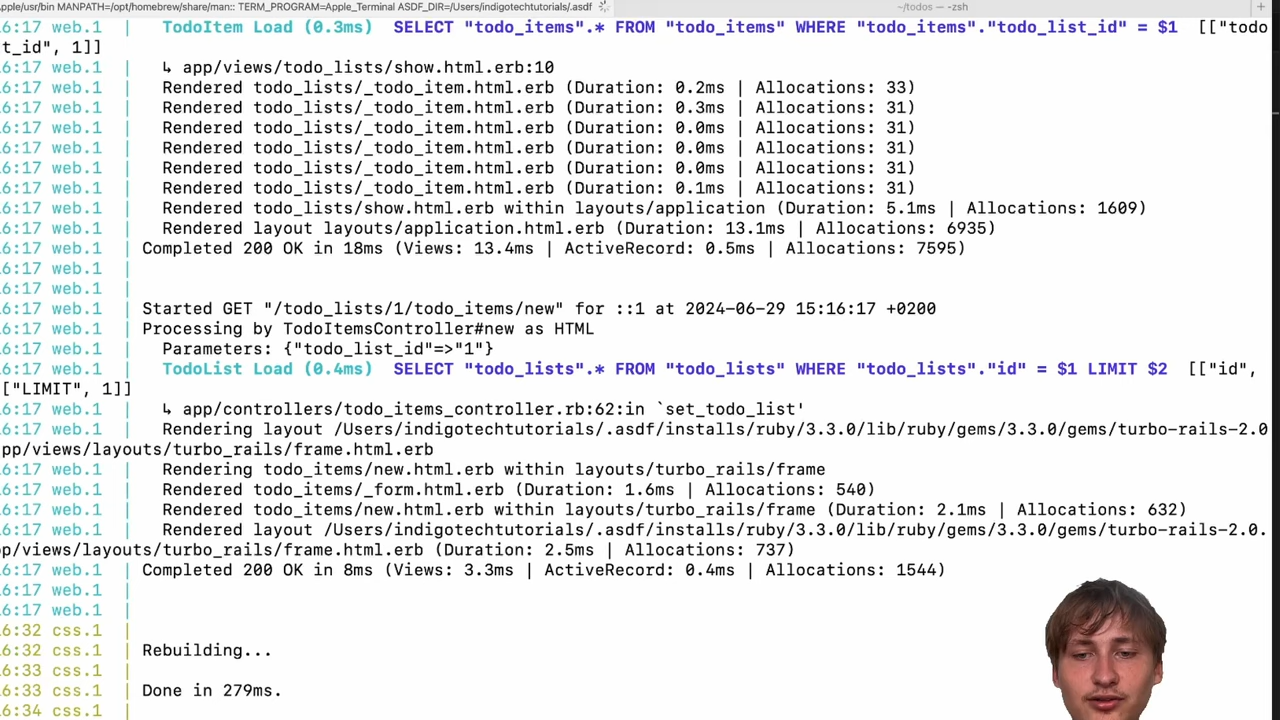 pple/usr/bin MANPATH=/opt/homebrew/share/man:: TERM_PROGRAM=Apple_Terminal ASDF_DIR=/Users/indigotechtutorials/.asdf
~/todos — -zsh
6:17 web.1 | TodoItem Load (0.3ms) SELECT "todo_items".* FROM "todo_items" WHERE "todo_items"."todo_list_id" = $1 [["todo
t_id", 1]]
6:17 web.1 | ↳ app/views/todo_lists/show.html.erb:10
6:17 web.1 | Rendered todo_lists/_todo_item.html.erb (Duration: 0.2ms | Allocations: 33)
6:17 web.1 | Rendered todo_lists/_todo_item.html.erb (Duration: 0.3ms | Allocations: 31)
6:17 web.1 | Rendered todo_lists/_todo_item.html.erb (Duration: 0.0ms | Allocations: 31)
6:17 web.1 | Rendered todo_lists/_todo_item.html.erb (Duration: 0.0ms | Allocations: 31)
6:17 web.1 | Rendered todo_lists/_todo_item.html.erb (Duration: 0.0ms | Allocations: 31)
6:17 web.1 | Rendered todo_lists/_todo_item.html.erb (Duration: 0.1ms | Allocations: 31)
6:17 web.1 | Rendered todo_lists/show.html.erb within layouts/application (Duration: 5.1ms | Allocations: 1609)
6:17 web.1 | Rendered layout layouts/application.html.erb (Duration: 13.1ms | Allocations: 6935)
6:17 web.1 | Completed 200 OK in 18ms (Views: 13.4ms | ActiveRecord: 0.5ms | Allocations: 7595)
6:17 web.1 |
6:17 web.1 |
6:17 web.1 | Started GET "/todo_lists/1/todo_items/new" for ::1 at 2024-06-29 15:16:17 +0200
6:17 web.1 | Processing by TodoItemsController#new as HTML
6:17 web.1 | Parameters: {"todo_list_id"=>"1"}
6:17 web.1 | TodoList Load (0.4ms) SELECT "todo_lists".* FROM "todo_lists" WHERE "todo_lists"."id" = $1 LIMIT $2 [["id",
["LIMIT", 1]]
6:17 web.1 | ↳ app/controllers/todo_items_controller.rb:62:in `set_todo_list'
6:17 web.1 | Rendering layout /Users/indigotechtutorials/.asdf/installs/ruby/3.3.0/lib/ruby/gems/3.3.0/gems/turbo-rails-2.0
pp/views/layouts/turbo_rails/frame.html.erb
6:17 web.1 | Rendering todo_items/new.html.erb within layouts/turbo_rails/frame
6:17 web.1 | Rendered todo_items/_form.html.erb (Duration: 1.6ms | Allocations: 540)
6:17 web.1 | Rendered todo_items/new.html.erb within layouts/turbo_rails/frame (Duration: 2.1ms | Allocations: 632)
6:17 web.1 | Rendered layout /Users/indigotechtutorials/.asdf/installs/ruby/3.3.0/lib/ruby/gems/3.3.0/gems/turbo-rails-2.0.
pp/views/layouts/turbo_rails/frame.html.erb (Duration: 2.5ms | Allocations: 737)
6:17 web.1 | Completed 200 OK in 8ms (Views: 3.3ms | ActiveRecord: 0.4ms | Allocations: 1544)
6:17 web.1 |
6:17 web.1 |
6:32 css.1 |
6:32 css.1 | Rebuilding...
6:33 css.1 |
6:33 css.1 | Done in 279ms.
6:34 css.1 |